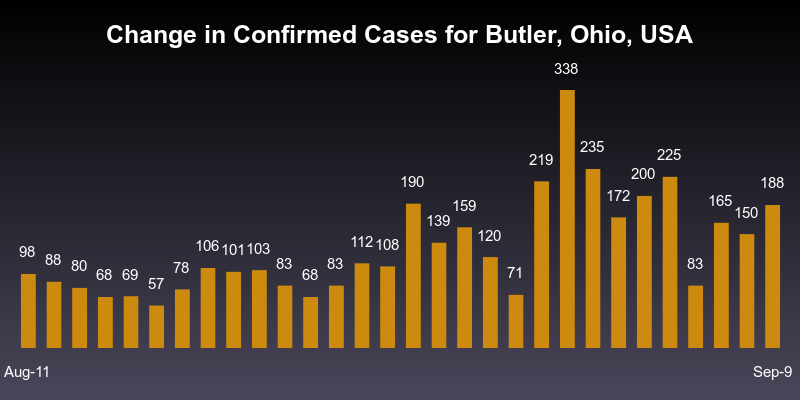 Change in Confirmed Cases for Butler, Ohio, USA
98 88 80 68 69 57 78 106 101 103 83 68 83 112 108 190 139 159 120 71 219 338 235 172 200 225 83 165 150 188
Aug-11 Sep-9